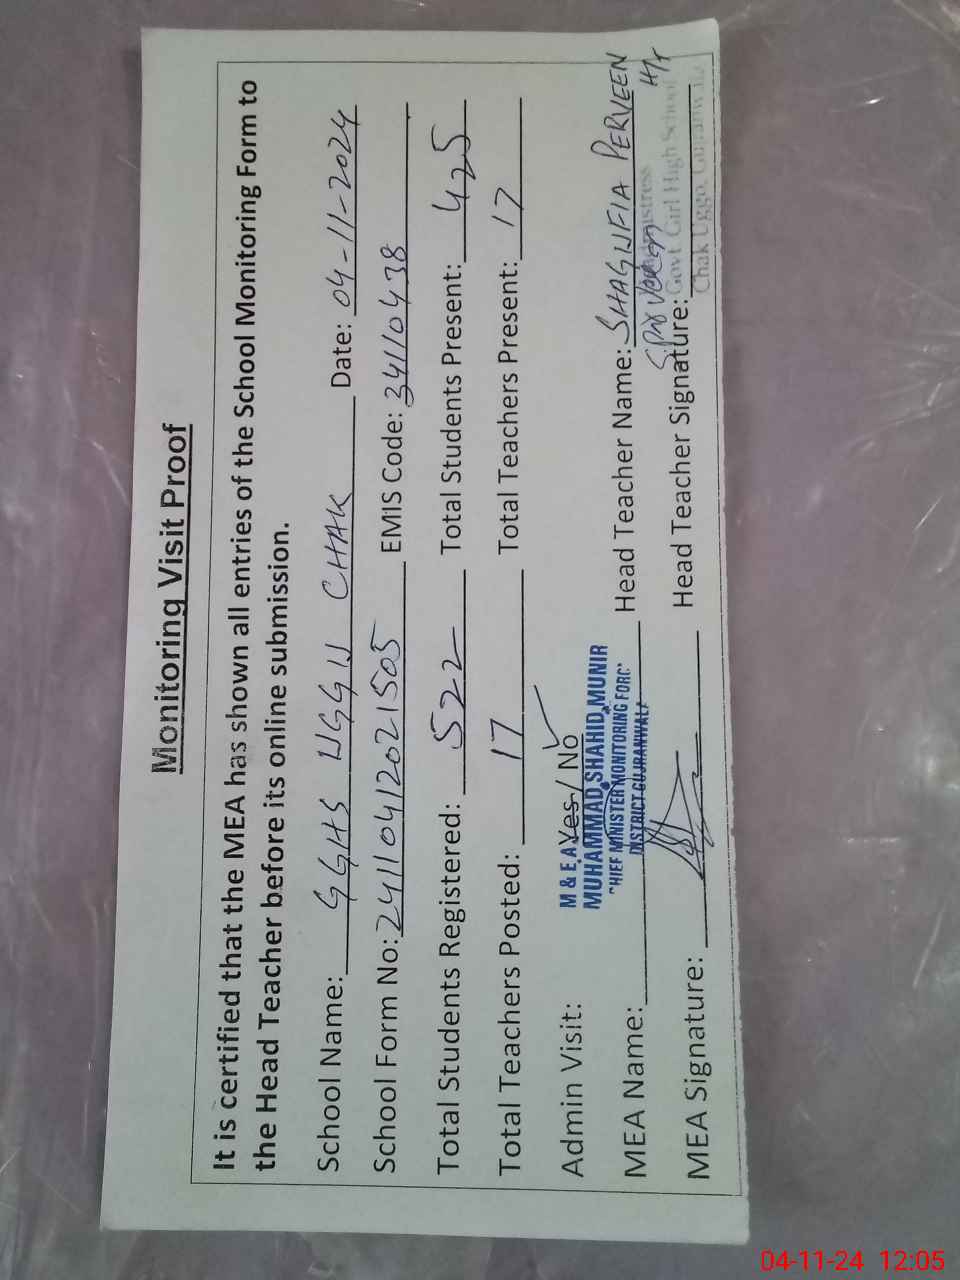 Monitoring Visit Proof
It is certified that the MEA has shown all entries of the School Monitoring Form to
the Head Teacher before its online submission.
School Name: GGHS UGGU CHAK Date: 04-11-2024
School Form No: 24110412021505 EMIS Code: 34110438
Total Students Registered: 522 Total Students Present: 425
Total Teachers Posted: 17 Total Teachers Present: 17
Admin Visit: Yes / No
M & E A
MUHAMMAD SHAHID MUNIR
CHIEF MINISTER MONITORING FORC
DISTRICT GUJRANWALA
MEA Name: Head Teacher Name: SHAGUFIA PERVEEN H/T
MEA Signature: Head Teacher Signature:
Govt Girl High School
Chak Uggo, Gujranwala
04-11-24 12:05